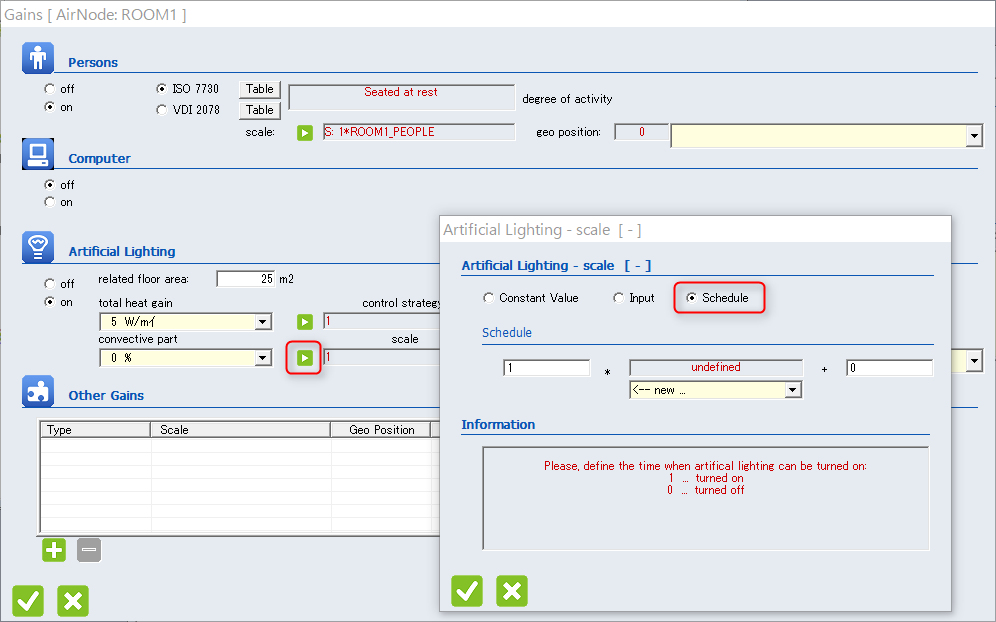 Gains [ AirNode: ROOM1 ]
Persons
off
on
ISO 7730
Table
VDI 2078
Table
Seated at rest
degree of activity
scale:
S: 1*ROOM1_PEOPLE
geo position:
0
Computer
off
on
Artificial Lighting
off
on
related floor area:
25
m2
total heat gain
control strategy
5 W/mイ
1
convective part
scale
0 %
1
Other Gains
Type
Scale
Geo Position
Artificial Lighting - scale [ - ]
Artificial Lighting - scale [ - ]
Constant Value
Input
Schedule
Schedule
1
*
undefined
+
0
<-- new ...
Information
Please, define the time when artifical lighting can be turned on:
1 ... turned on
0 ... turned off